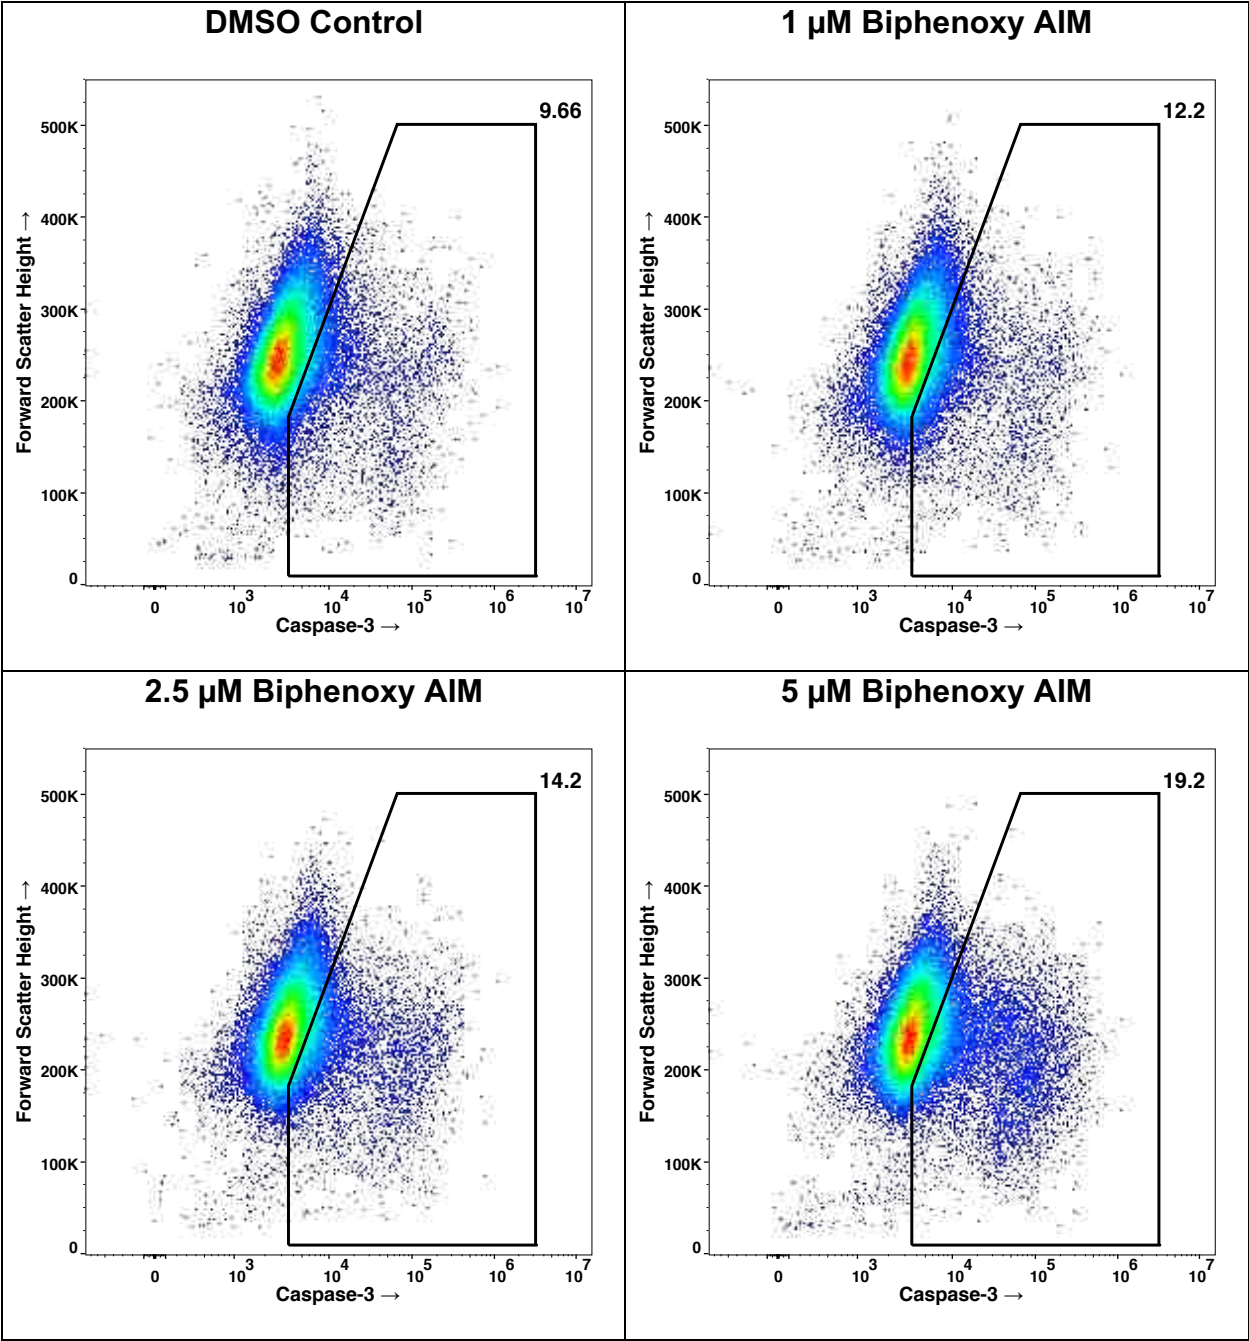 DMSO Control
9.66
500K
400K
300K
200K
100K
0
Forward Scatter Height →
0 10^3 10^4 10^5 10^6 10^7
Caspase-3 →
1 µM Biphenoxy AIM
12.2
500K
400K
300K
200K
100K
0
Forward Scatter Height →
0 10^3 10^4 10^5 10^6 10^7
Caspase-3 →
2.5 µM Biphenoxy AIM
14.2
500K
400K
300K
200K
100K
0
Forward Scatter Height →
0 10^3 10^4 10^5 10^6 10^7
Caspase-3 →
5 µM Biphenoxy AIM
19.2
500K
400K
300K
200K
100K
0
Forward Scatter Height →
0 10^3 10^4 10^5 10^6 10^7
Caspase-3 →